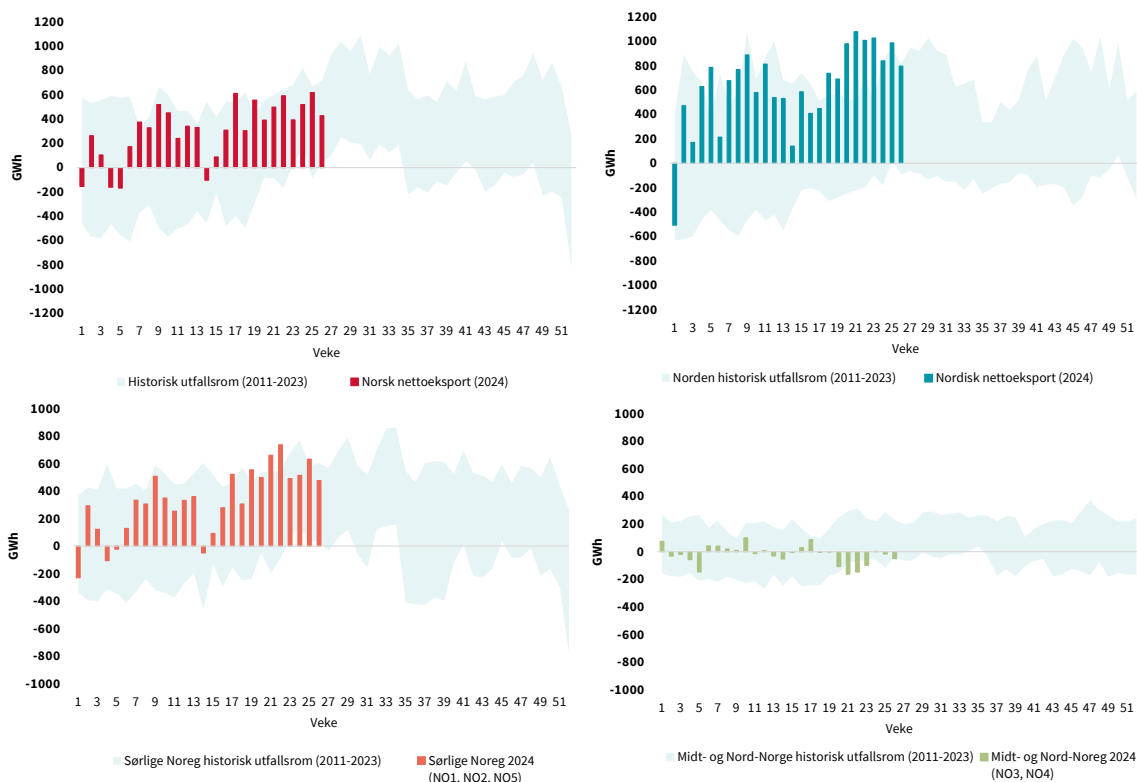 1200
1000
800
600
400
200
0
-200
-400
-600
-800
-1000
-1200
GWh
1 3 5 7 9 11 13 15 17 19 21 23 25 27 29 31 33 35 37 39 41 43 45 47 49 51
Veke
Historisk utfallsrom (2011-2023) Norsk nettoeksport (2024)
1200
1000
800
600
400
200
0
-200
-400
-600
-800
-1000
-1200
GWh
1 3 5 7 9 11 13 15 17 19 21 23 25 27 29 31 33 35 37 39 41 43 45 47 49 51
Veke
Norden historisk utfallsrom (2011-2023) Nordisk nettoeksport (2024)
1000
800
600
400
200
0
-200
-400
-600
-800
-1000
GWh
1 3 5 7 9 11 13 15 17 19 21 23 25 27 29 31 33 35 37 39 41 43 45 47 49 51
Veke
Sørlige Noreg historisk utfallsrom (2011-2023) Sørlige Noreg 2024
(NO1, NO2, NO5)
1000
800
600
400
200
0
-200
-400
-600
-800
-1000
GWh
1 3 5 7 9 11 13 15 17 19 21 23 25 27 29 31 33 35 37 39 41 43 45 47 49 51
Veke
Midt- og Nord-Norge historisk utfallsrom (2011-2023) Midt- og Nord-Noreg 2024
(NO3, NO4)